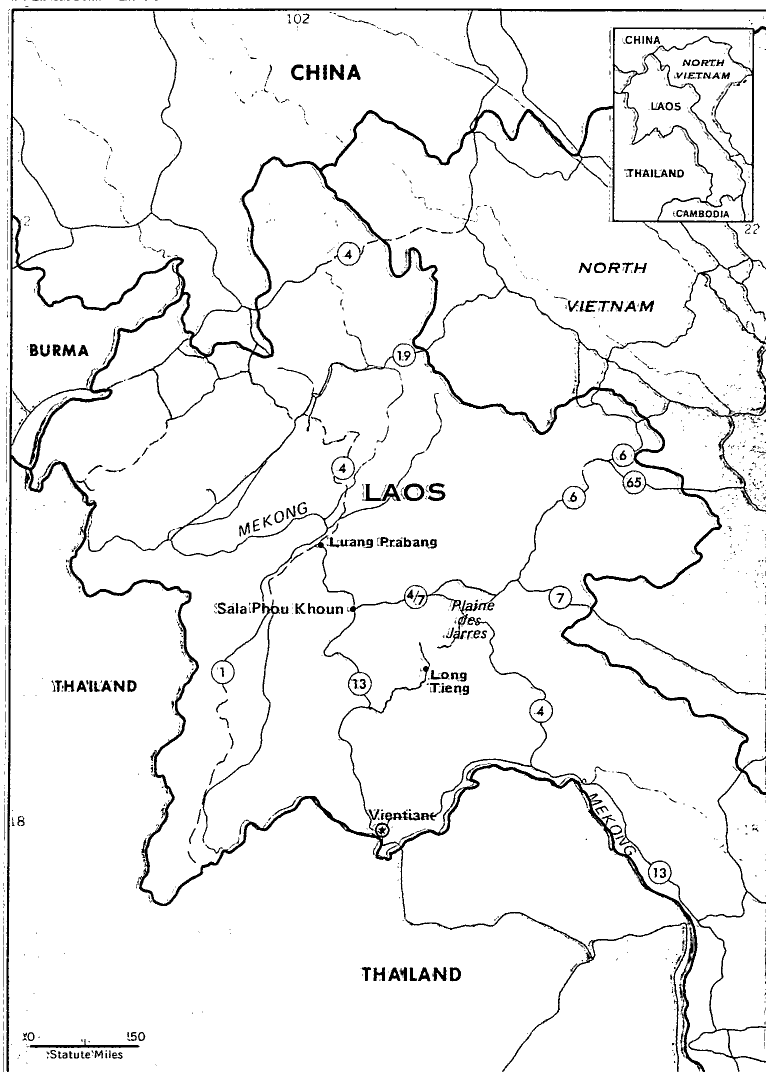 102
CHINA
CHINA
NORTH
VIETNAM
LAOS
THAILAND
CAMBODIA
22
4
NORTH
VIETNAM
BURMA
19
4
6
65
LAOS
6
MEKONG
Luang Prabang
4/7
7
Sala Phou Khoun
Plaine
des
Jarres
1
THAILAND
13
Long
Tieng
4
18
Vientiane
MEKONG
18
13
THAILAND
0
50
Statute Miles